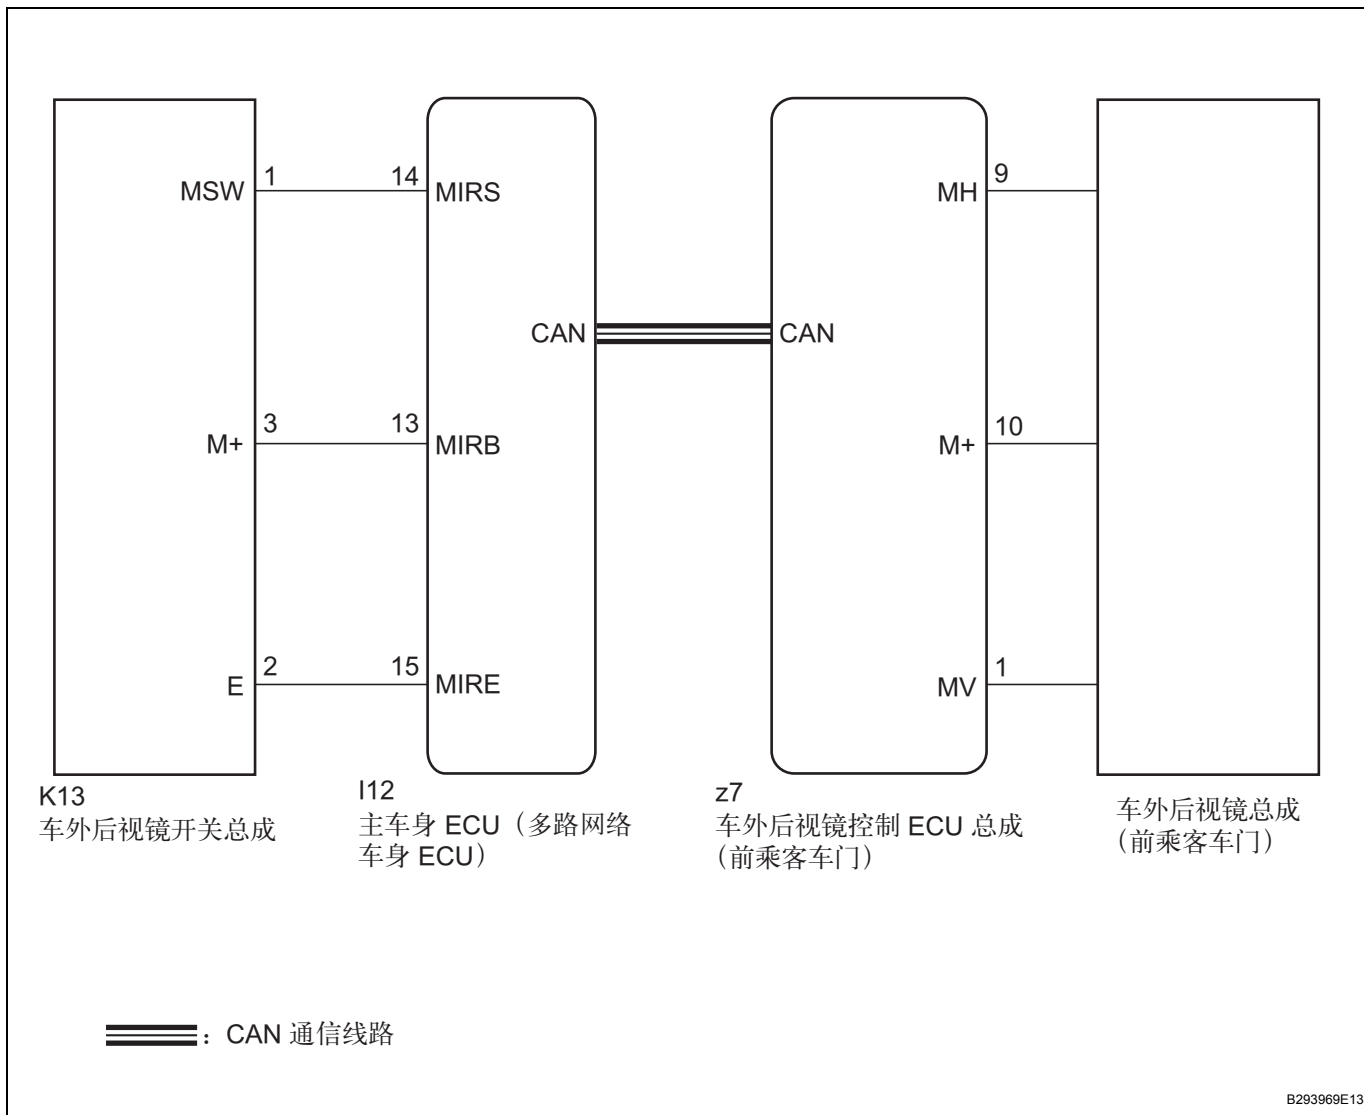 MSW 1 14 MIRS MH 9
CAN CAN
M+ 3 13 MIRB M+ 10
E 2 15 MIRE MV 1
K13
车外后视镜开关总成
I12
主车身 ECU（多路网络
车身 ECU）
z7
车外后视镜控制 ECU 总成
（前乘客车门）
车外后视镜总成
（前乘客车门）
：CAN 通信线路
B293969E13